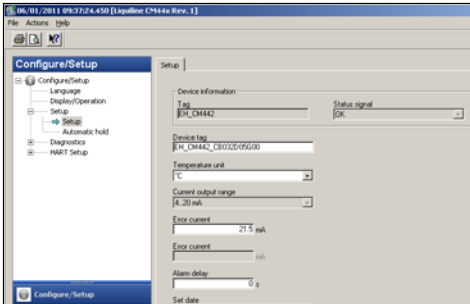 06/01/2011 09:37:24.450 [Liquiline CM44x Rev. 1]
File Actions Help
Configure/Setup
Configure/Setup
Language
Display/Operation
Setup
Setup
Automatic hold
Diagnostics
HART Setup
Configure/Setup
Setup
Device information
Tag
EH_CM442
Status signal
OK
Device tag
EH_CM442_CB032D05G00
Temperature unit
°C
Current output range
4..20 mA
Error current
21.5 mA
Error current
mA
Alarm delay
0 s
Set date